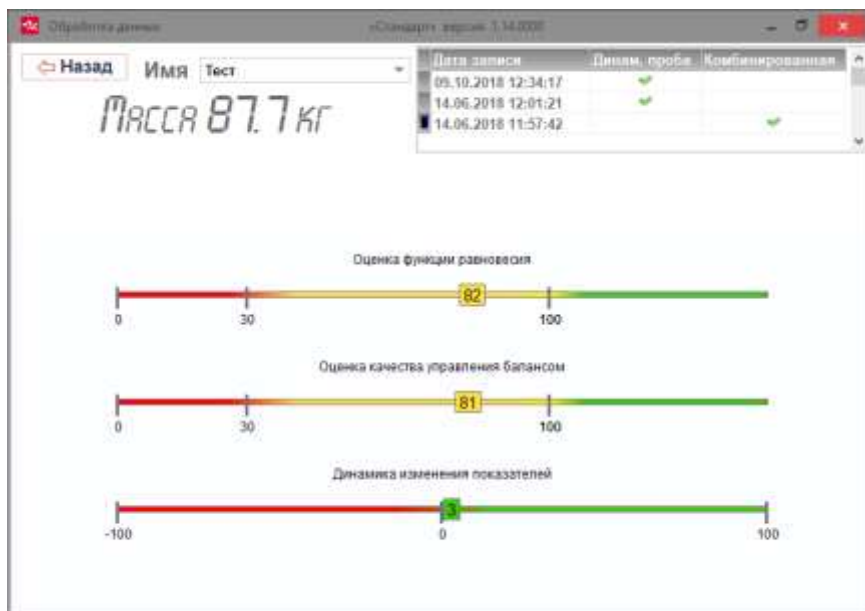 Обработка данных «Стандарт» версия 3.14.0000
Назад Имя Тест
Масса 87.7 кг
Дата записи Динам. проба Комбинированная
05.10.2018 12:34:17
14.06.2018 12:01:21
14.06.2018 11:57:42
Оценка функции равновесия
82
0 30 100
Оценка качества управления балансом
81
0 30 100
Динамика изменения показателей
3
-100 0 100